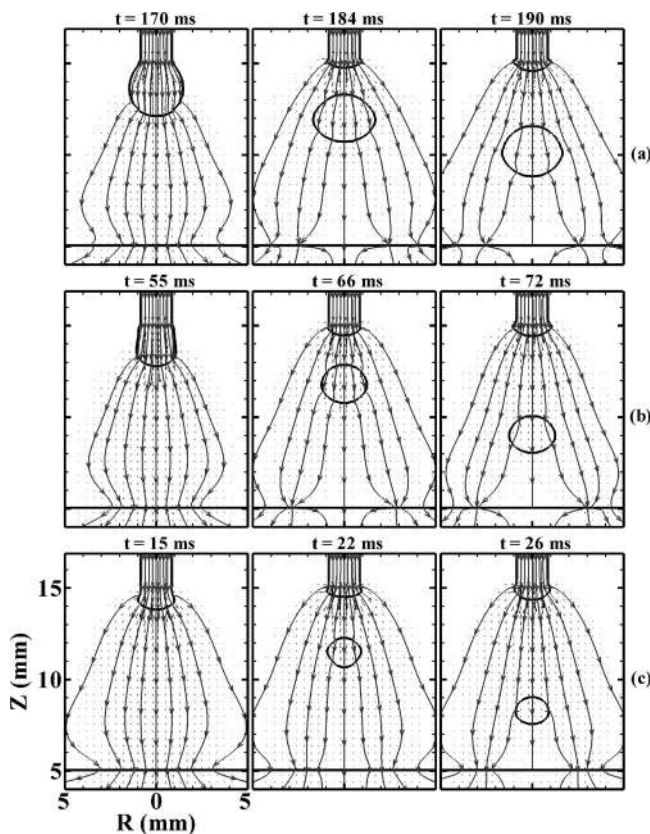 t = 170 ms t = 184 ms t = 190 ms
(a)
t = 55 ms t = 66 ms t = 72 ms
(b)
t = 15 ms t = 22 ms t = 26 ms
15
10
5
Z (mm)
(c)
5 0 5
R (mm)